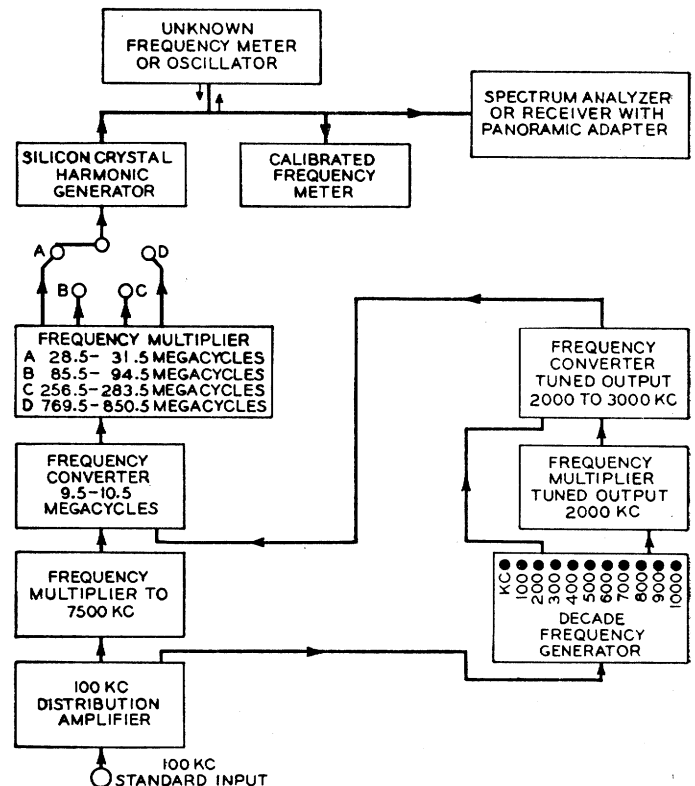 UNKNOWN
FREQUENCY METER
OR OSCILLATOR
SPECTRUM ANALYZER
OR RECEIVER WITH
PANORAMIC ADAPTER
SILICON CRYSTAL
HARMONIC
GENERATOR
CALIBRATED
FREQUENCY
METER
A
D
B
C
FREQUENCY MULTIPLIER
A 28.5- 31.5 MEGACYCLES
B 85.5- 94.5 MEGACYCLES
C 256.5-283.5 MEGACYCLES
D 769.5-850.5 MEGACYCLES
FREQUENCY
CONVERTER
TUNED OUTPUT
2000 TO 3000 KC
FREQUENCY
CONVERTER
9.5-10.5
MEGACYCLES
FREQUENCY
MULTIPLIER
TUNED OUTPUT
2000 KC
FREQUENCY
MULTIPLIER TO
7500 KC
KC
100
200
300
400
500
600
700
800
900
1000
DECADE
FREQUENCY
GENERATOR
100 KC
DISTRIBUTION
AMPLIFIER
100 KC
STANDARD INPUT